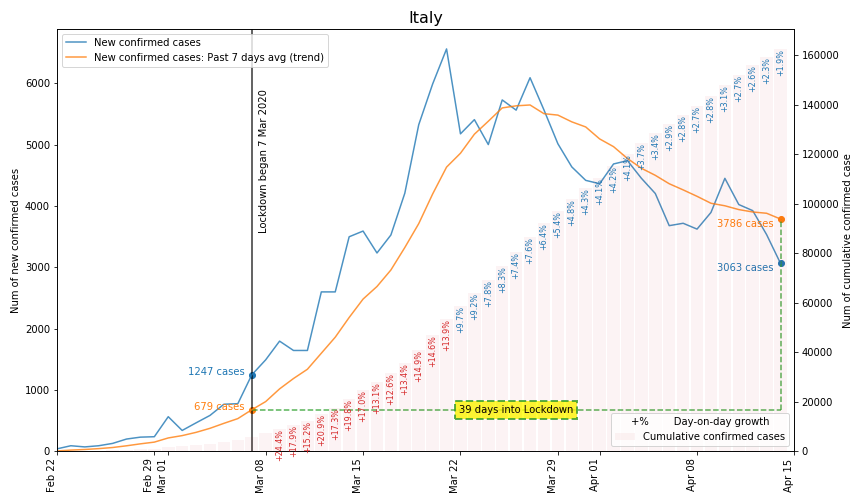 Italy
New confirmed cases
New confirmed cases: Past 7 days avg (trend)
Num of new confirmed cases
0
1000
2000
3000
4000
5000
6000
Num of cumulative confirmed case
0
20000
40000
60000
80000
100000
120000
140000
160000
Lockdown began 7 Mar 2020
1247 cases
679 cases
+24.4%
+17.9%
+15.2%
+20.9%
+17.3%
+19.8%
+17.0%
+13.1%
+12.6%
+13.4%
+14.9%
+14.6%
+13.9%
+9.7%
+9.2%
+7.8%
+8.3%
+7.4%
+7.6%
+6.4%
+5.4%
+4.8%
+4.3%
+4.1%
+4.2%
+4.1%
+3.7%
+3.4%
+2.9%
+2.8%
+2.7%
+2.8%
+3.1%
+2.7%
+2.6%
+2.3%
+1.9%
3786 cases
3063 cases
39 days into Lockdown
+% Day-on-day growth
Cumulative confirmed cases
Feb 22
Feb 29
Mar 01
Mar 08
Mar 15
Mar 22
Mar 29
Apr 01
Apr 08
Apr 15